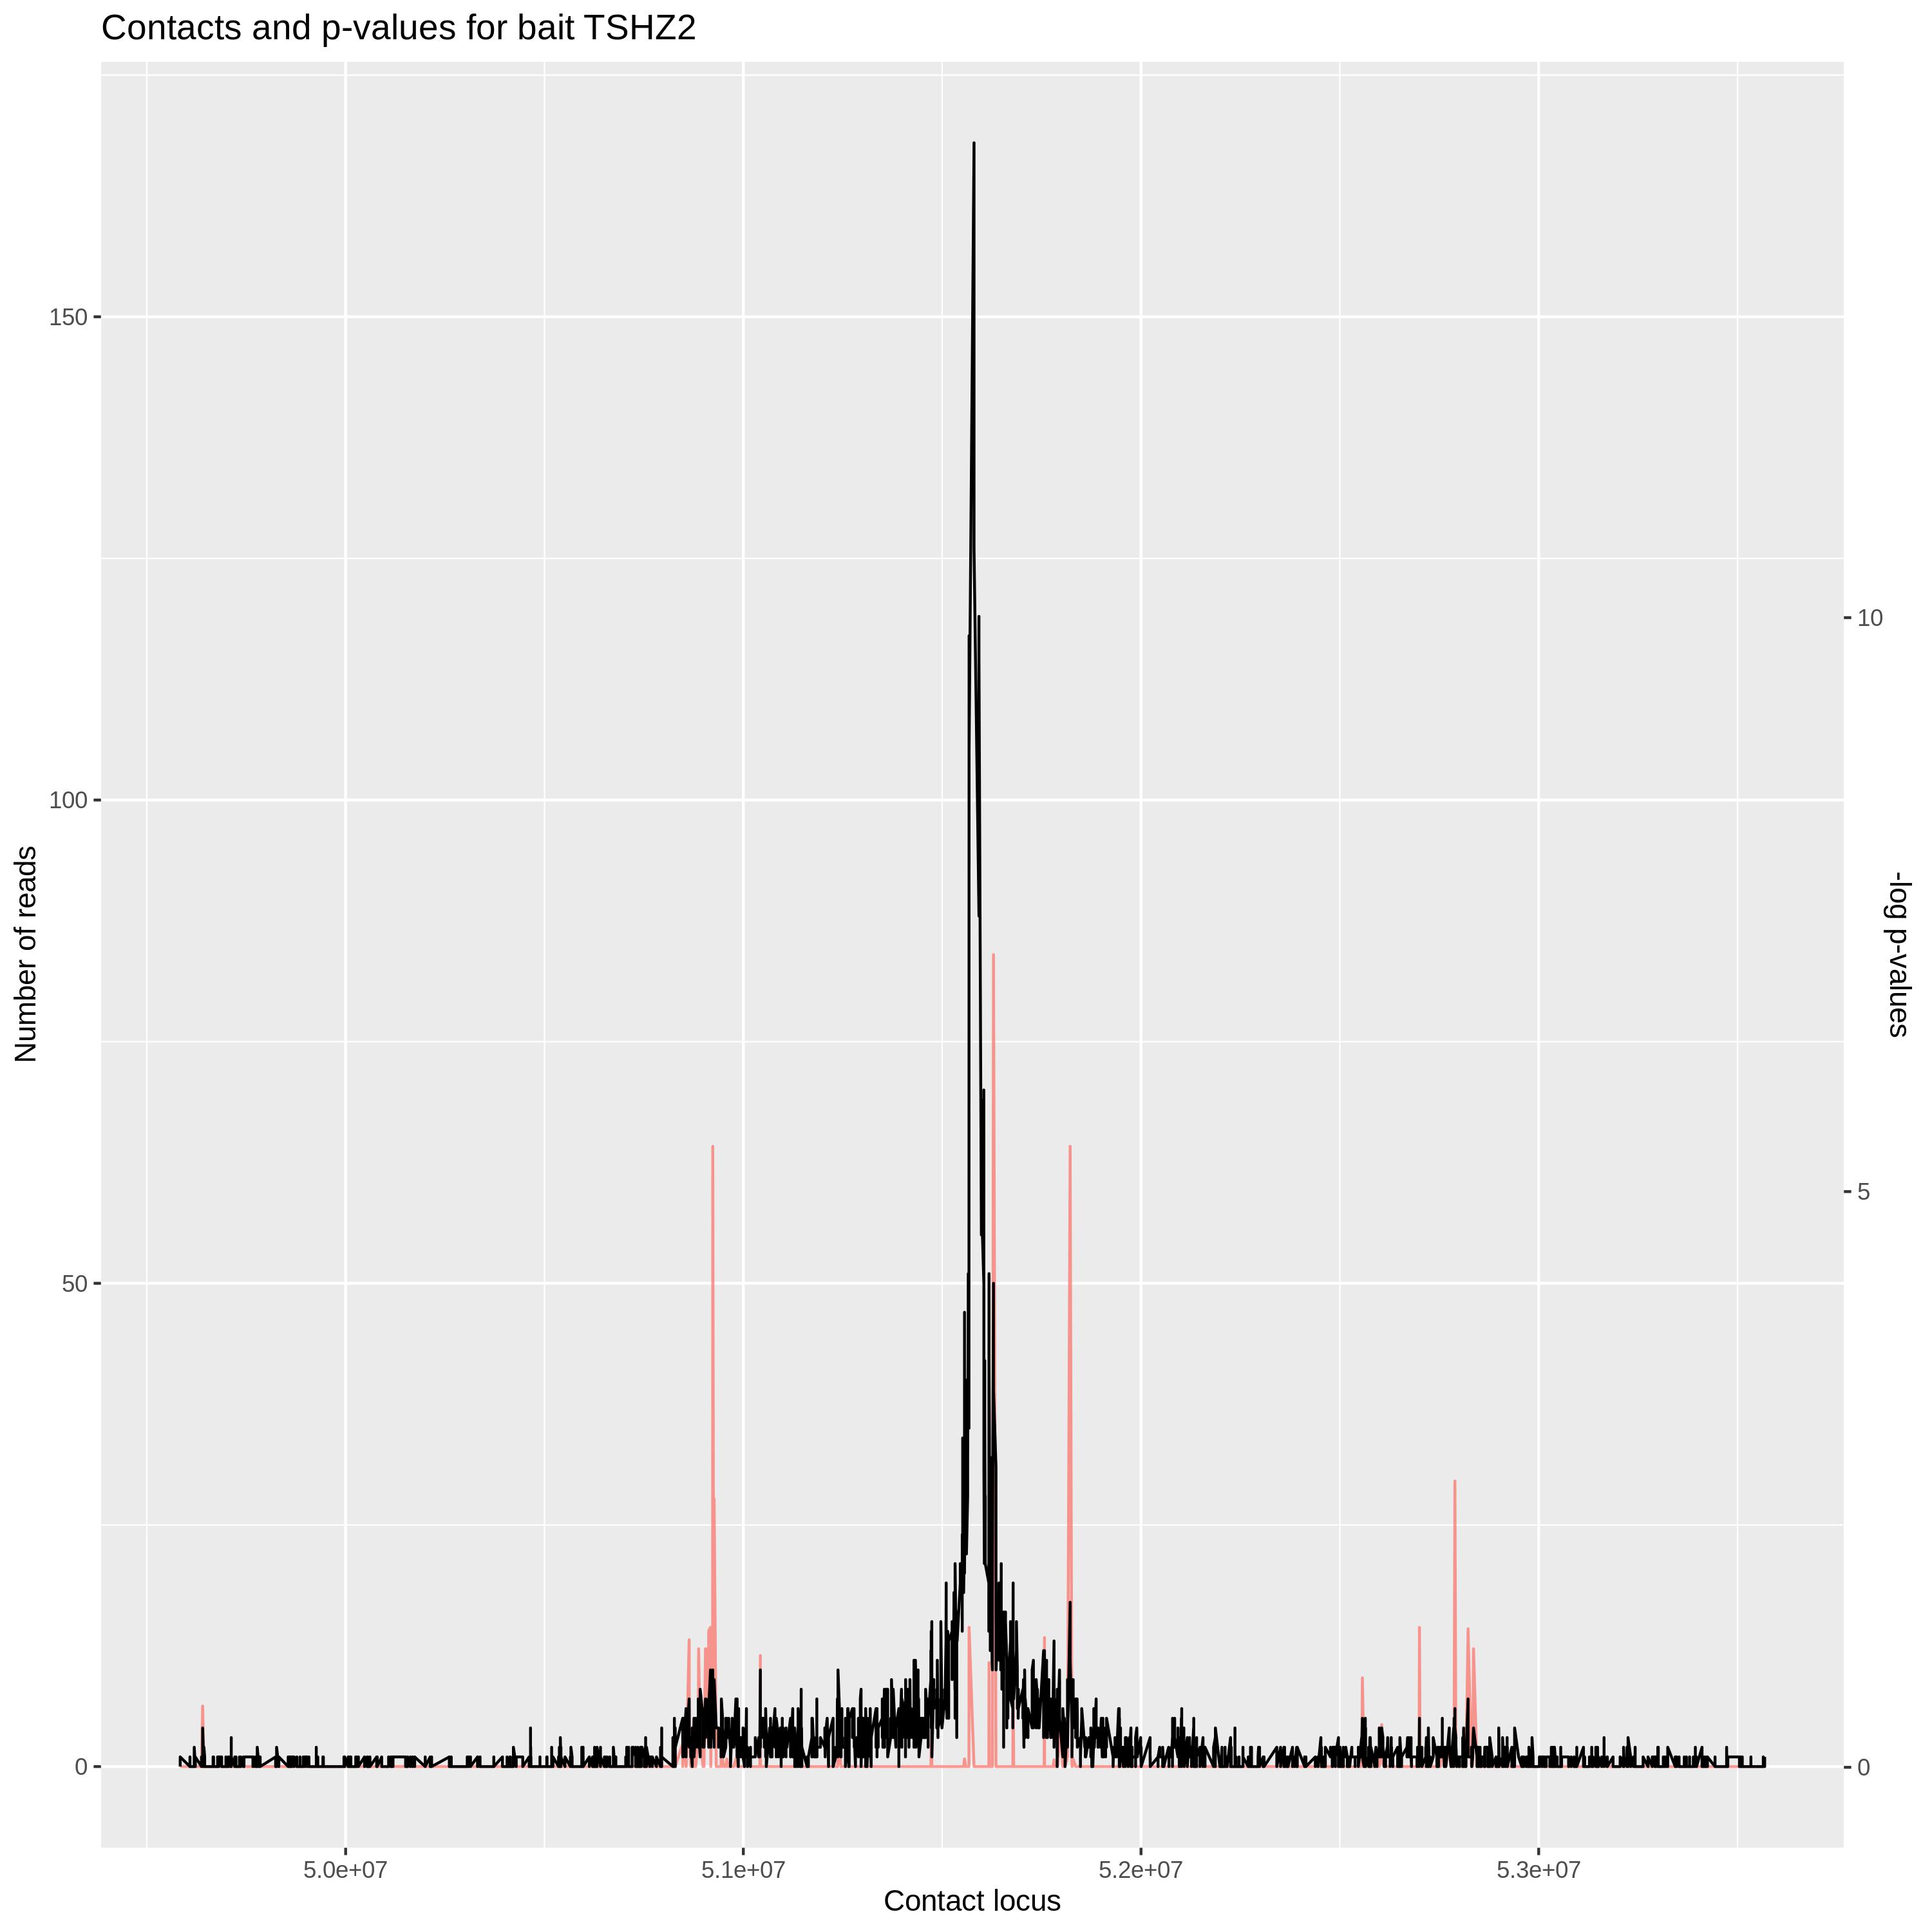 Contacts and p-values for bait TSHZ2
150
100
50
0
Number of reads
10
5
0
-log p-values
5.0e+07
5.1e+07
5.2e+07
5.3e+07
Contact locus